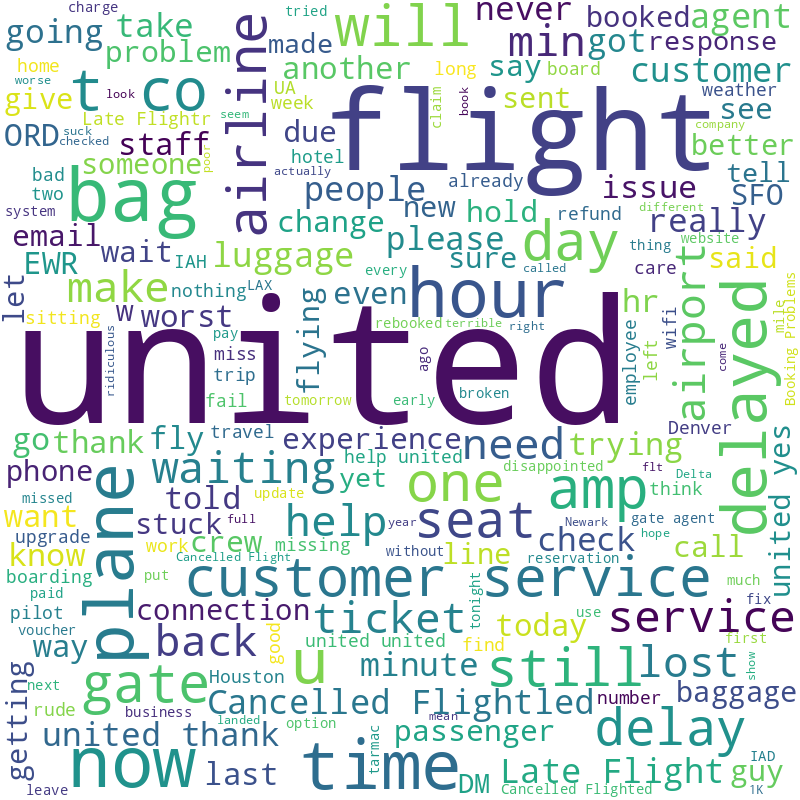 charge
tried
going
take
will
never
booked
agent
problem
min
made
got
response
t co
another
say
customer
home
worse
look
UA
week
long
board
weather
give
Late Flightr
airline
claim
book
sent
see
seem
ORD
suck
checked
staff
due
better
poor
hotel
someone
actually
flight
bag
bad
people
already
issue
tell
two
new
hold
refund
SFO
different
company
system
change
really
email
please
day
thing
website
said
wait
sure
EWR
IAH
luggage
every
called
care
let
make
nothing
LAX
even
hour
hr
airport
mile
sitting
w
worst
flying
rebooked
terrible
wifi
delayed
Booking Problems
ridiculous
pay
miss
united
right
employee
left
come
trip
ago
fail
tomorrow
early
broken
go
thank
fly
travel
experience
need
trying
Denver
phone
waiting
help united
disappointed
flt
Delta
united yes
missed
told
yet
one
amp
think
want
update
plane
upgrade
stuck
full
help
year
seat
Newark
gate agent
check
hope
know
work
crew
missing
line
call
boarding
Cancelled Flight
without
reservation
paid
put
customer service
much
fix
pilot
connection
ticket
tonight
use
service
voucher
way
back
good
today
first
united united
find
show
getting
gate
Houston
u
minute
still
lost
next
Cancelled Flightled
number
baggage
rude
business
mean
landed
option
united thank
tarmac
passenger
delay
now
last
time
DM
Late Flight
IAD
guy
leave
Cancelled Flighted
1K